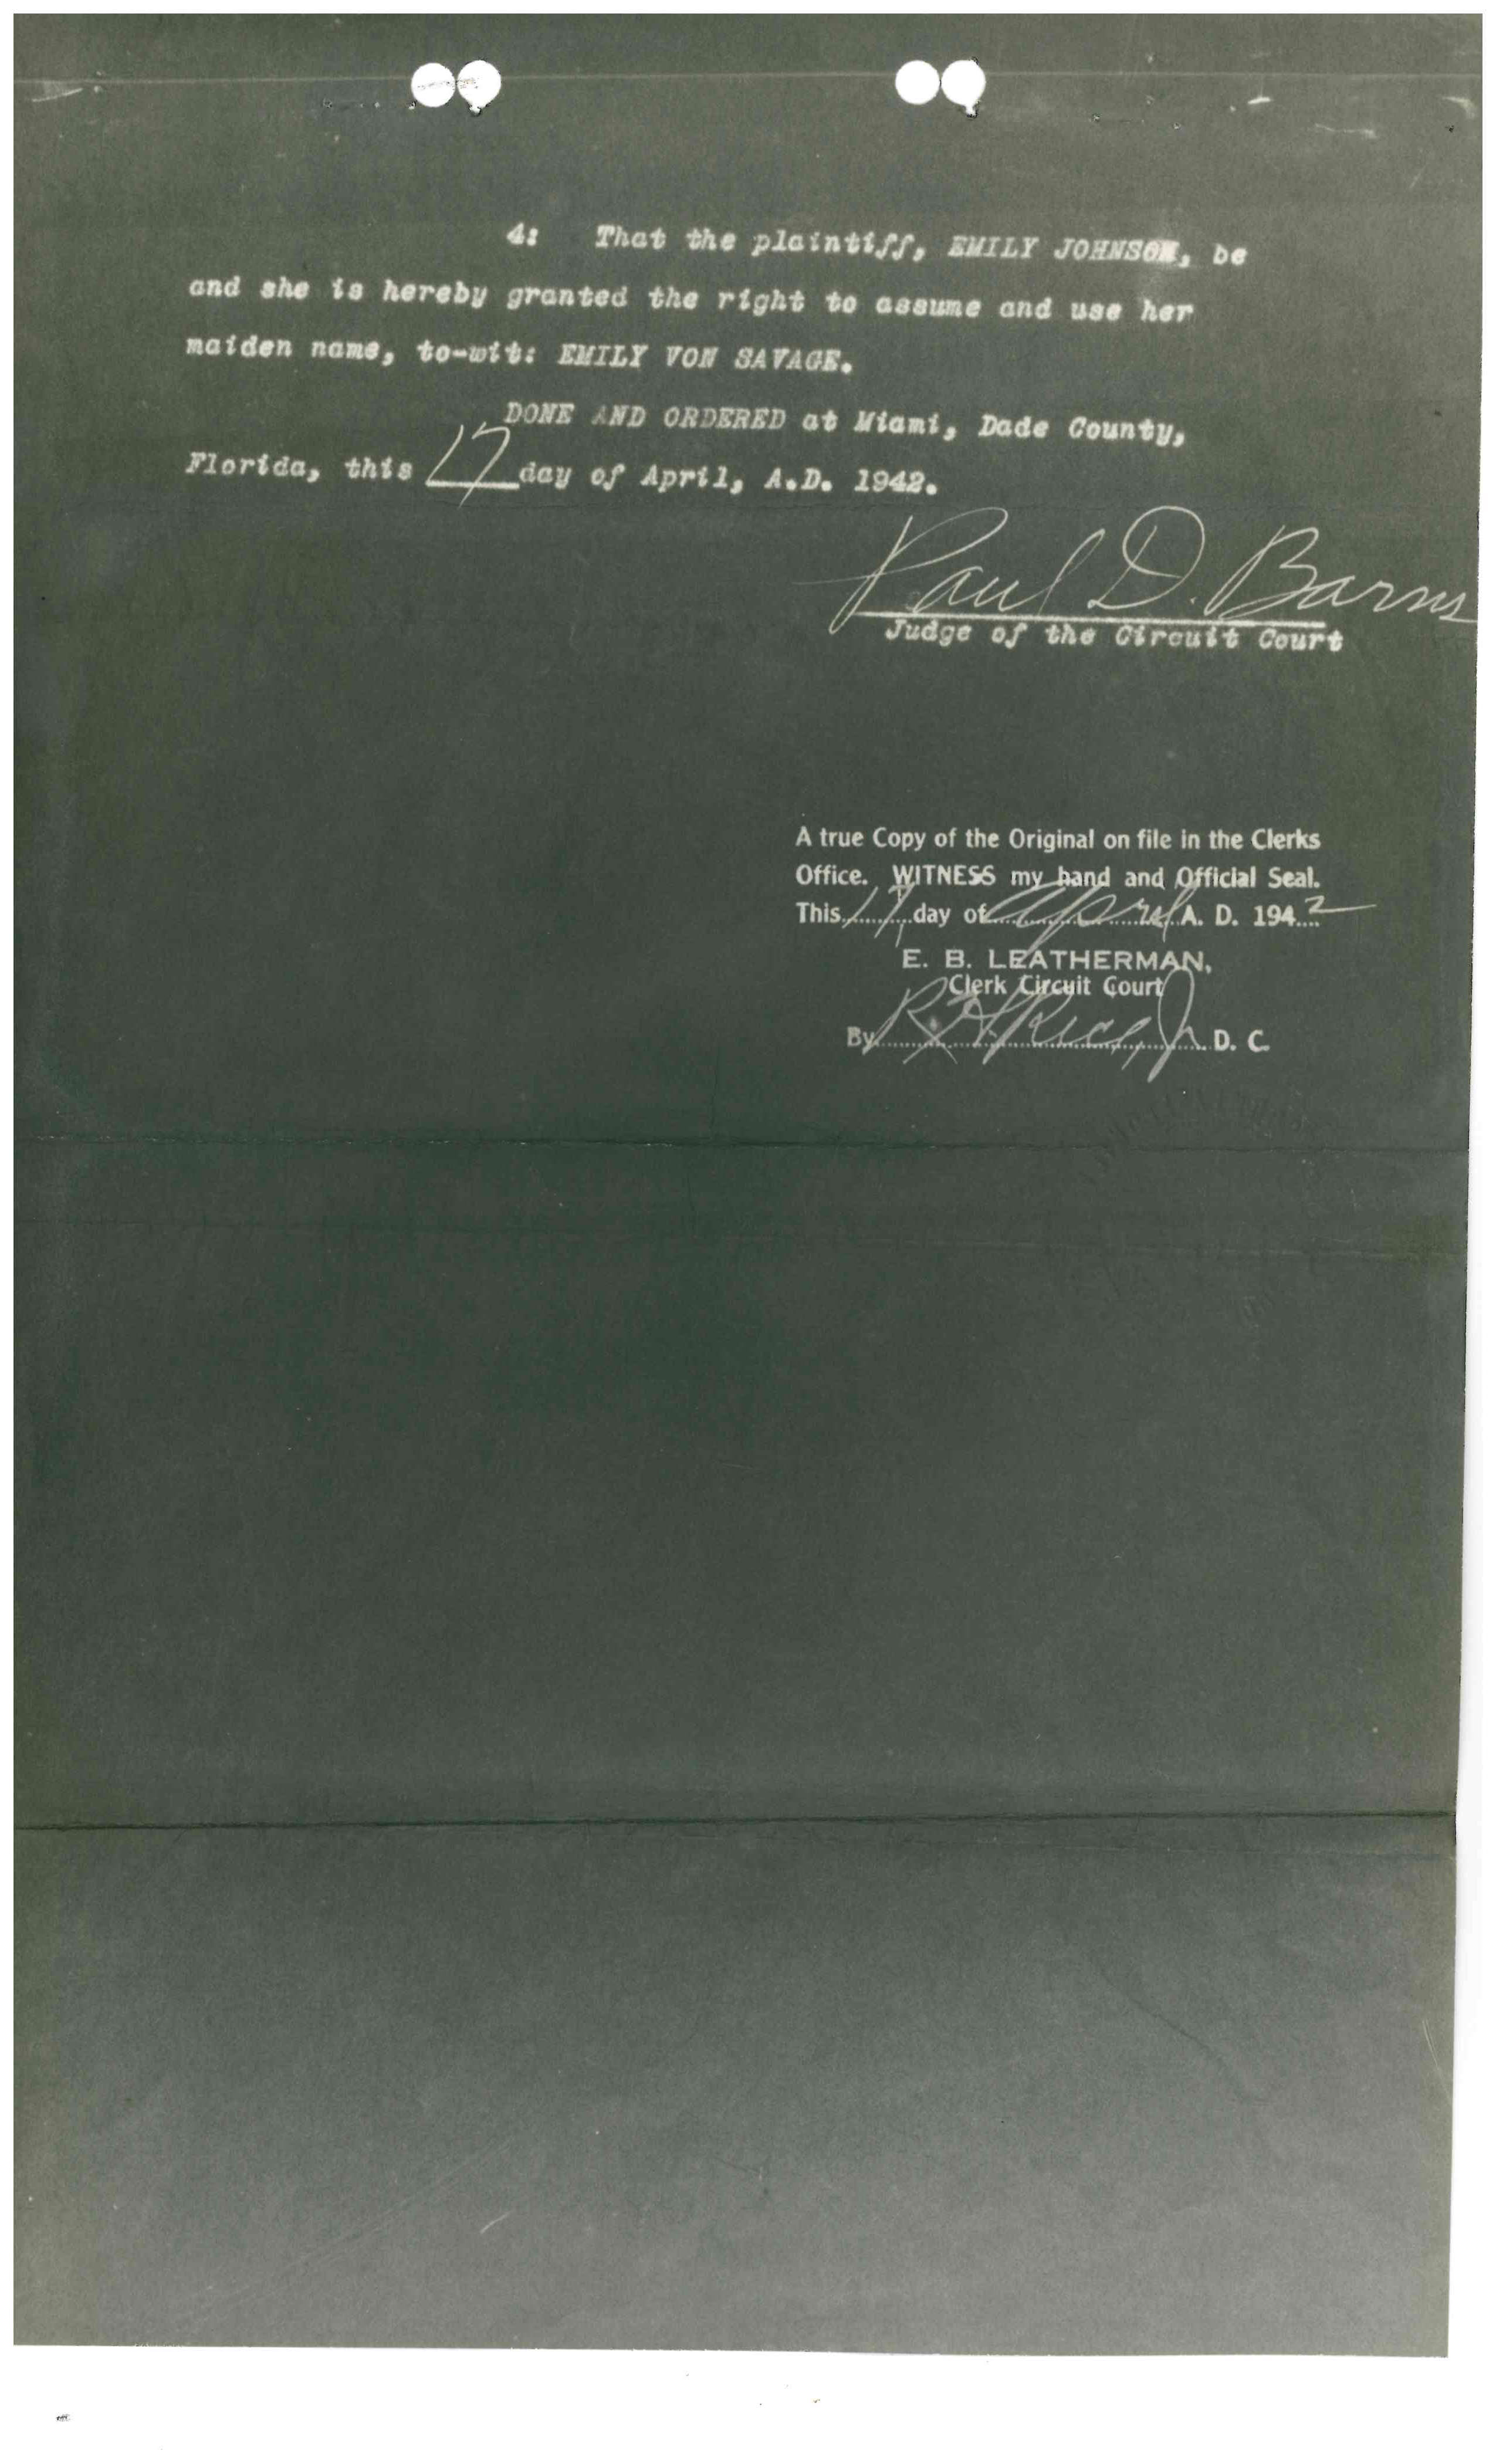 4: That the plaintiff, EMILY JOHNSON, be
and she is hereby granted the right to assume and use her
maiden name, to-wit: EMILY VON SAVAGE.
DONE AND ORDERED at Miami, Dade County,
Florida, this 17 day of April, A.D. 1942.
Paul D. Barns
Judge of the Circuit Court
A true Copy of the Original on file in the Clerks
Office. WITNESS my hand and Official Seal.
This 17 day of April A. D. 1942
E. B. LEATHERMAN,
Clerk Circuit Court
By R H Rice, Jr D. C.